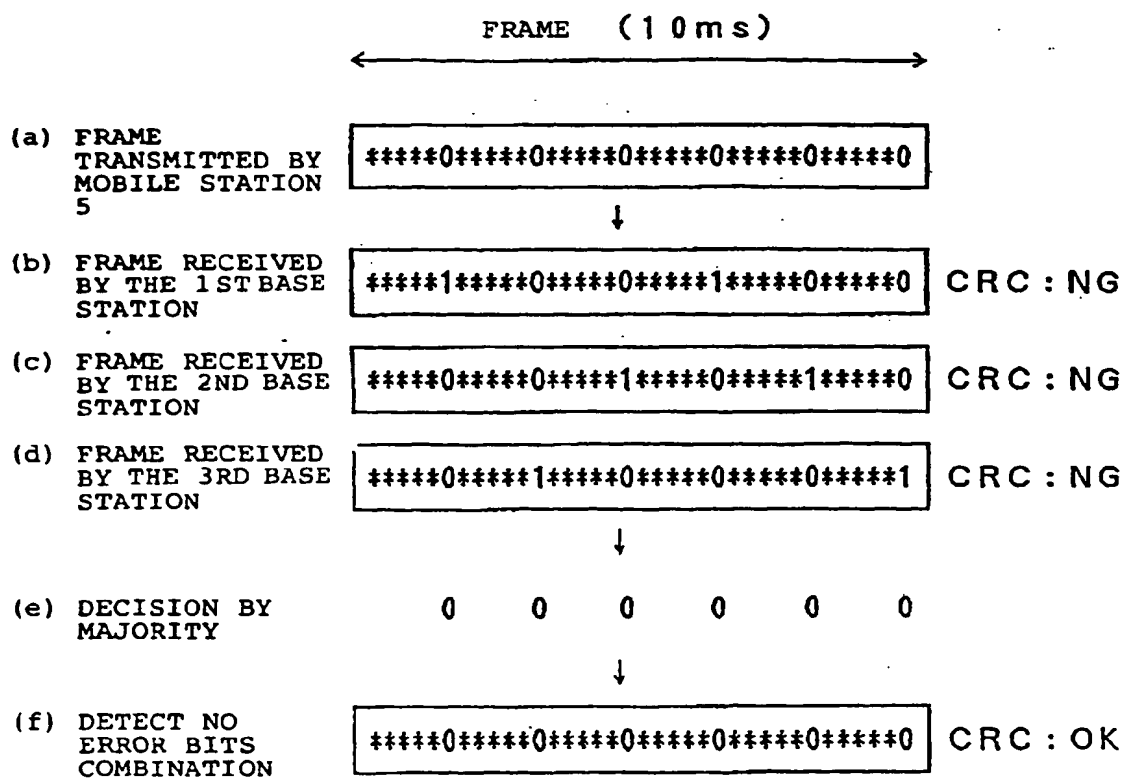 FRAME (10ms)
(a) FRAME
TRANSMITTED BY
MOBILE STATION
5
*****0*****0*****0*****0*****0*****0
(b) FRAME RECEIVED
BY THE 1ST BASE
STATION
*****1*****0*****0*****1*****0*****0 CRC:NG
(c) FRAME RECEIVED
BY THE 2ND BASE
STATION
*****0*****0*****1*****0*****1*****0 CRC:NG
(d) FRAME RECEIVED
BY THE 3RD BASE
STATION
*****0*****1*****0*****0*****0*****1 CRC:NG
(e) DECISION BY
MAJORITY
0 0 0 0 0 0
(f) DETECT NO
ERROR BITS
COMBINATION
*****0*****0*****0*****0*****0*****0 CRC:OK